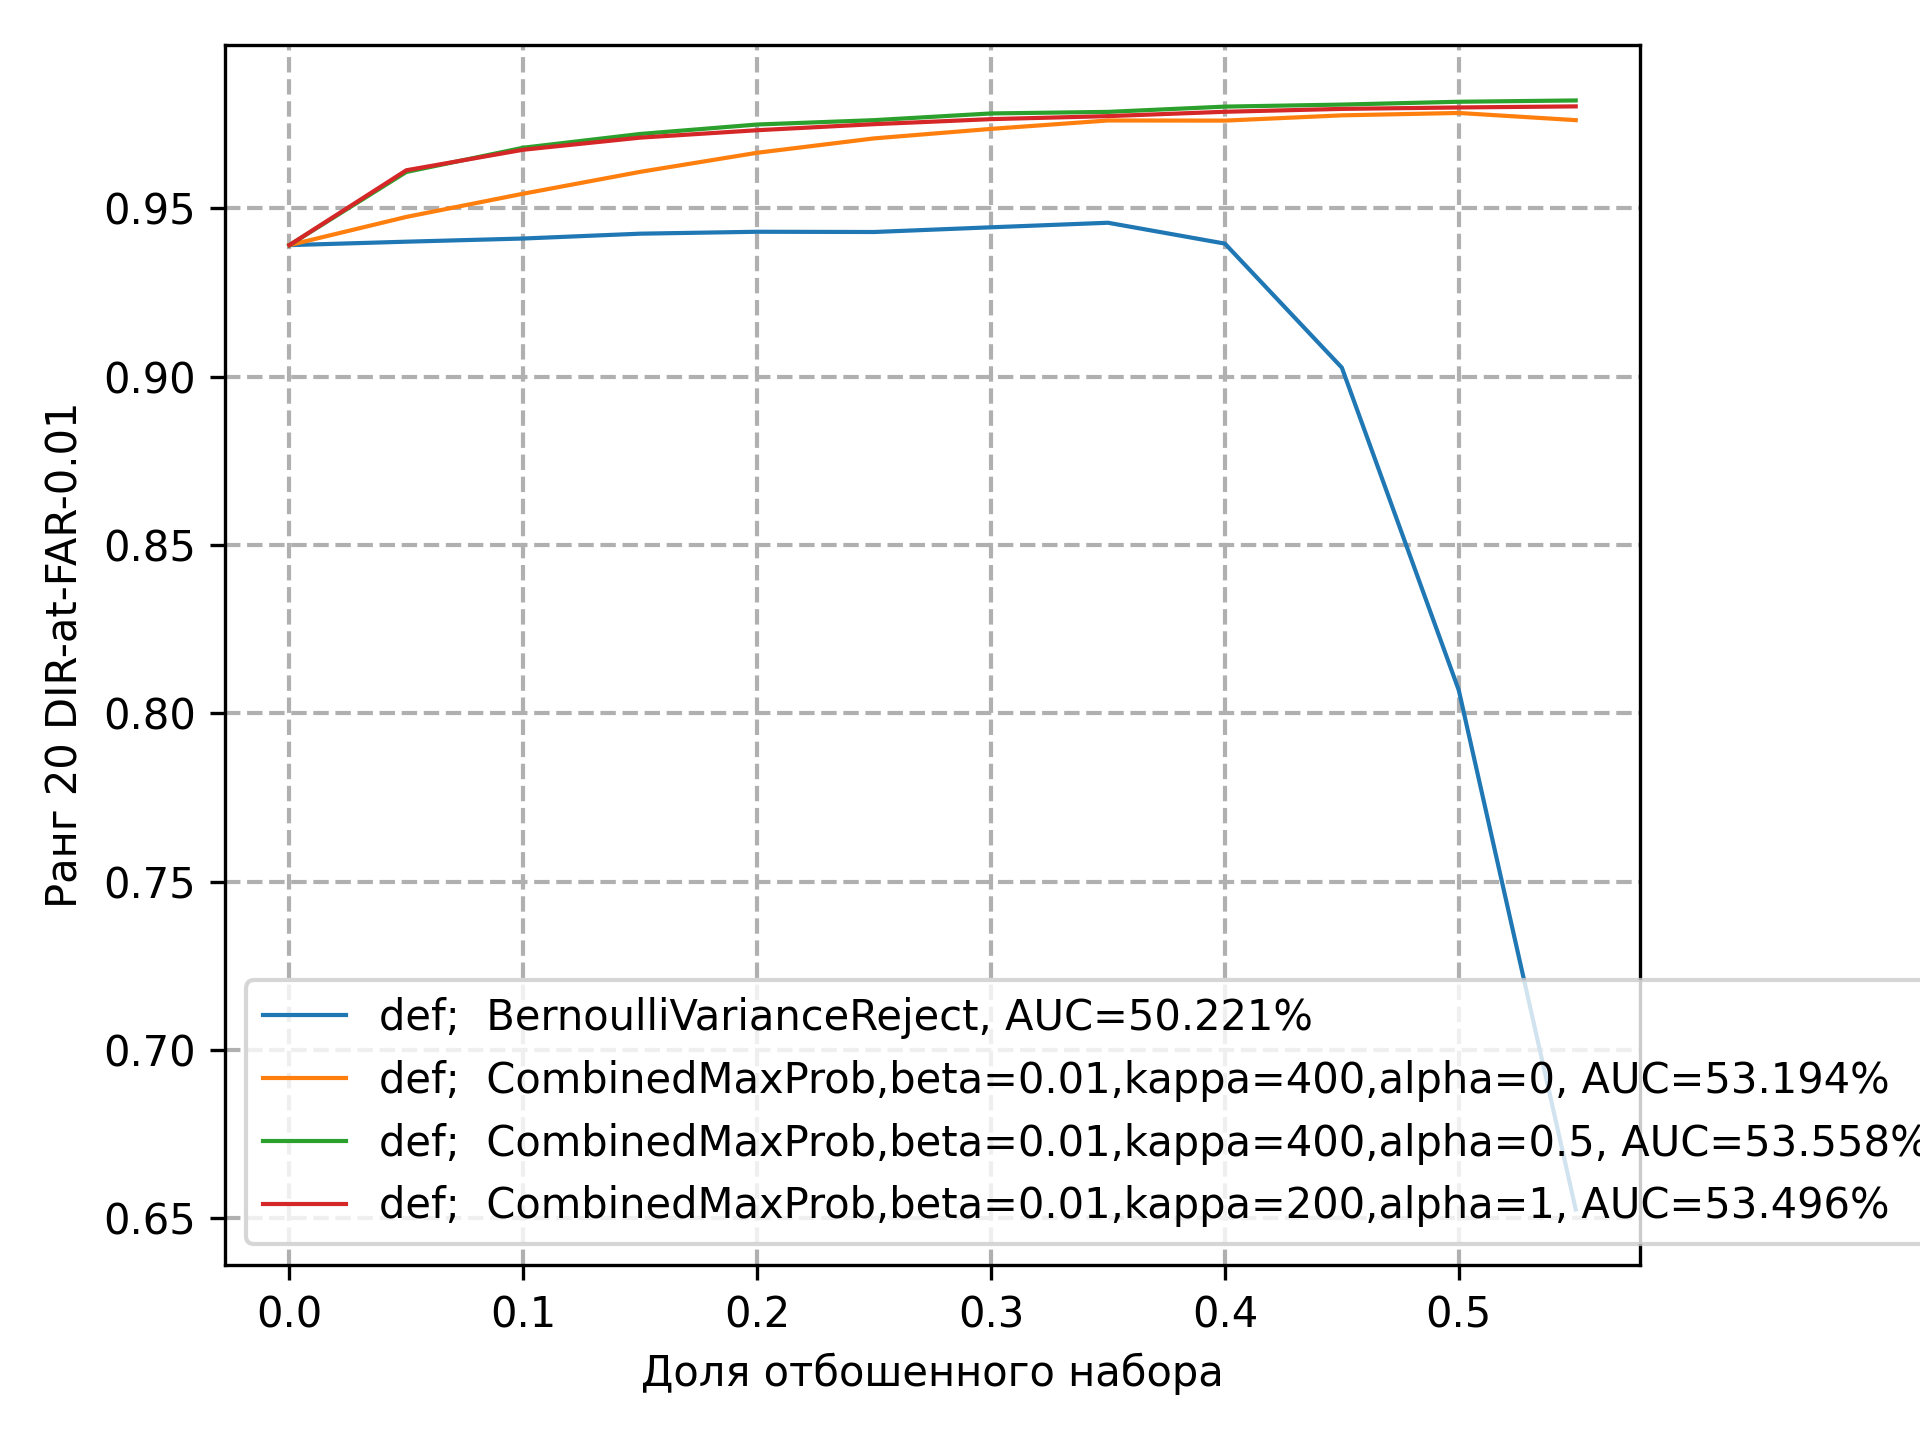 0.95
0.90
0.85
0.80
0.75
0.70
0.65
Ранг 20 DIR-at-FAR-0.01
def;  BernoulliVarianceReject, AUC=50.221%
def;  CombinedMaxProb,beta=0.01,kappa=400,alpha=0, AUC=53.194%
def;  CombinedMaxProb,beta=0.01,kappa=400,alpha=0.5, AUC=53.558%
def;  CombinedMaxProb,beta=0.01,kappa=200,alpha=1, AUC=53.496%
0.0 0.1 0.2 0.3 0.4 0.5
Доля отбошенного набора